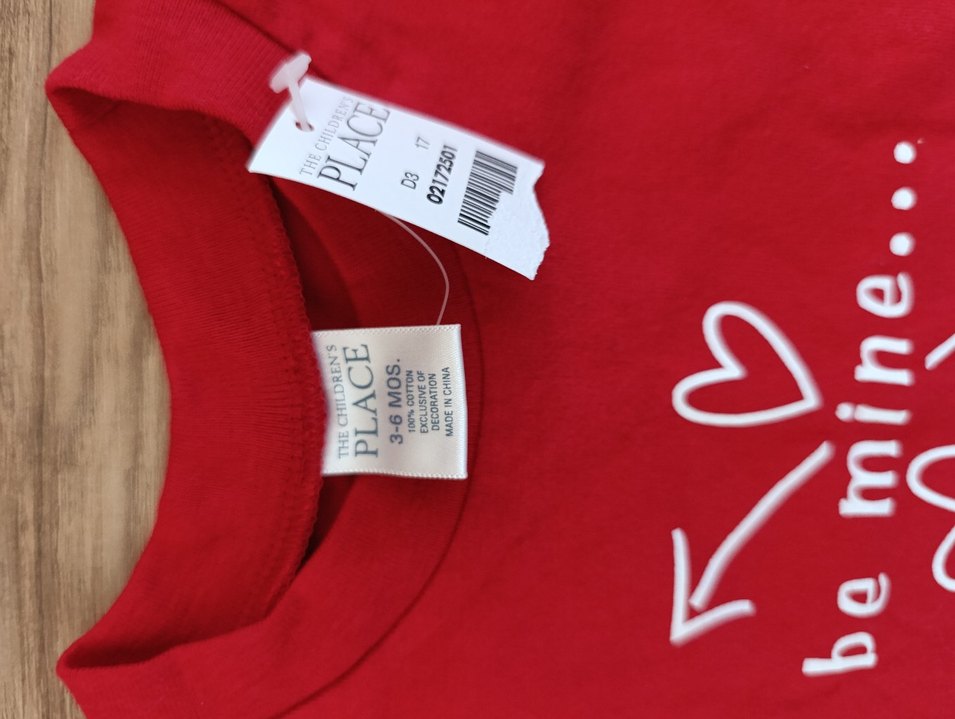 THE CHILDREN'S
PLACE
D3 17
02172501
THE CHILDREN'S
PLACE
3-6 MOS.
100% COTTON
EXCLUSIVE OF
DECORATION
MADE IN CHINA
be mine...